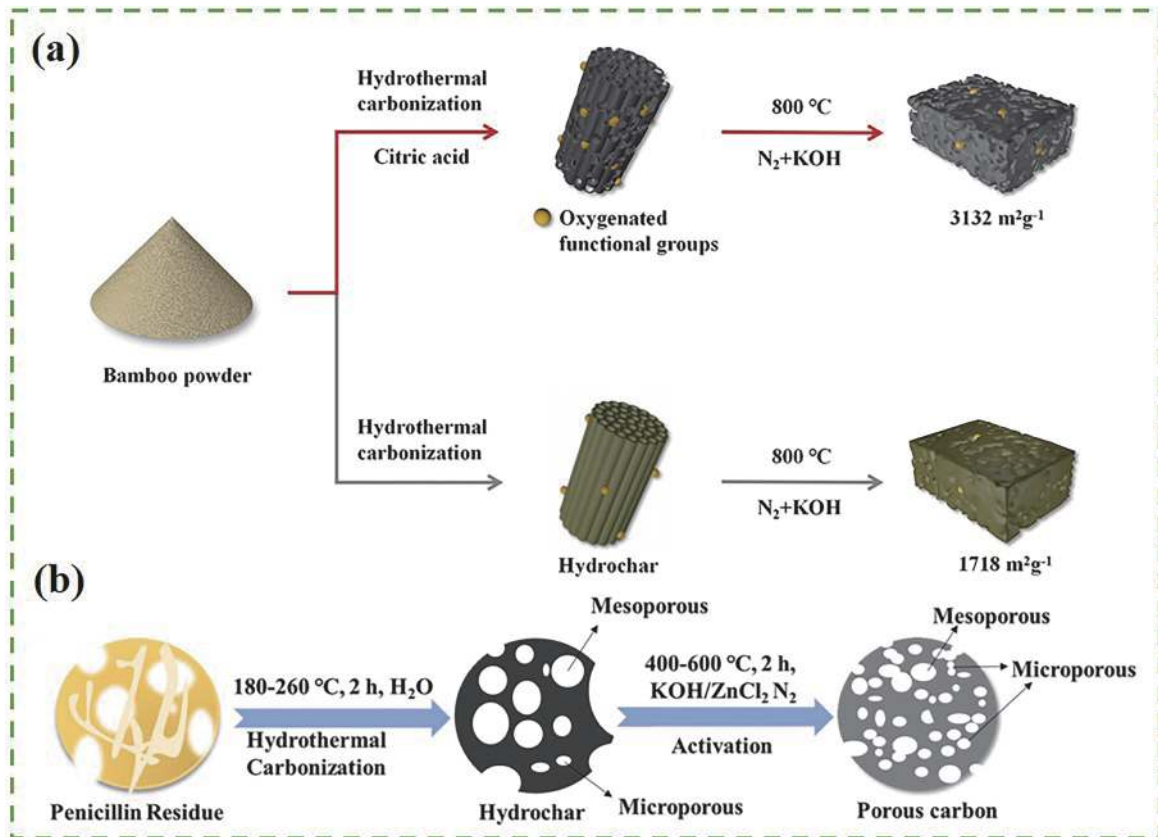 (a)
Hydrothermal
carbonization
Citric acid
800 °C
N₂+KOH
Oxygenated
functional groups
3132 m²g⁻¹
Bamboo powder
Hydrothermal
carbonization
800 °C
N₂+KOH
Hydrochar
1718 m²g⁻¹
(b)
Mesoporous
Mesoporous
180-260 °C, 2 h, H₂O
400-600 °C, 2 h,
KOH/ZnCl₂ N₂
Microporous
Hydrothermal
Carbonization
Activation
Microporous
Penicillin Residue
Hydrochar
Porous carbon